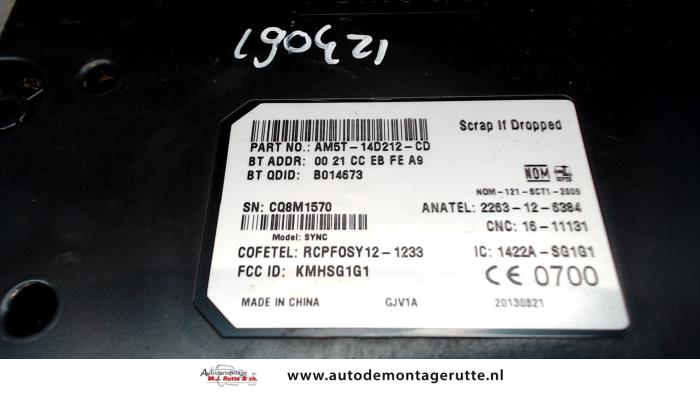 123061
Scrap If Dropped
PART NO.: AM5T-14D212-CD
BT ADDR: 00 21 CC EB FE A9
BT QDID: B014673
NOM
NOM-121-SCT1-2009
SN: CQ8M1570
ANATEL: 2263-12-6384
CNC: 16-11131
Model: SYNC
COFETEL: RCPFOSY12-1233
IC: 1422A-SG1G1
FCC ID: KMHSG1G1
CE 0700
MADE IN CHINA
GJV1A
20130821
Autodemontage
M.J. Rutte & zn.
www.autodemontagerutte.nl